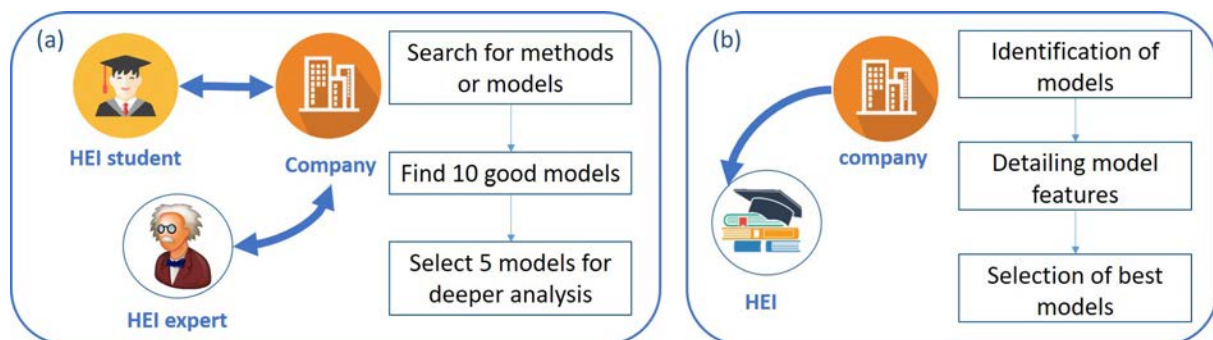 (a)
HEI student
Company
HEI expert
Search for methods
or models
Find 10 good models
Select 5 models for
deeper analysis
(b)
company
HEI
Identification of
models
Detailing model
features
Selection of best
models